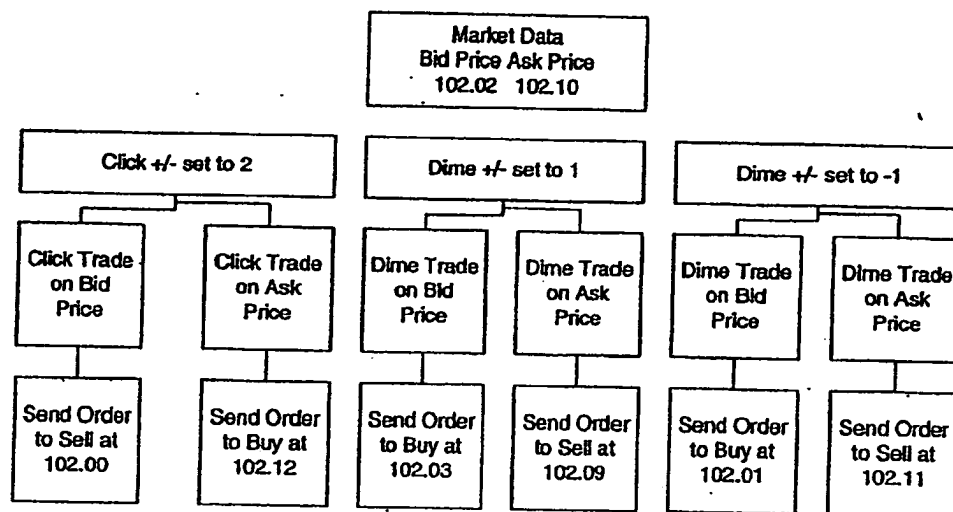 Market Data
Bid Price Ask Price
102.02 102.10
Click +/- set to 2
Dime +/- set to 1
Dime +/- set to -1
Click Trade
on Bid
Price
Click Trade
on Ask
Price
Dime Trade
on Bid
Price
Dime Trade
on Ask
Price
Dime Trade
on Bid
Price
Dime Trade
on Ask
Price
Send Order
to Sell at
102.00
Send Order
to Buy at
102.12
Send Order
to Buy at
102.03
Send Order
to Sell at
102.09
Send Order
to Buy at
102.01
Send Order
to Sell at
102.11